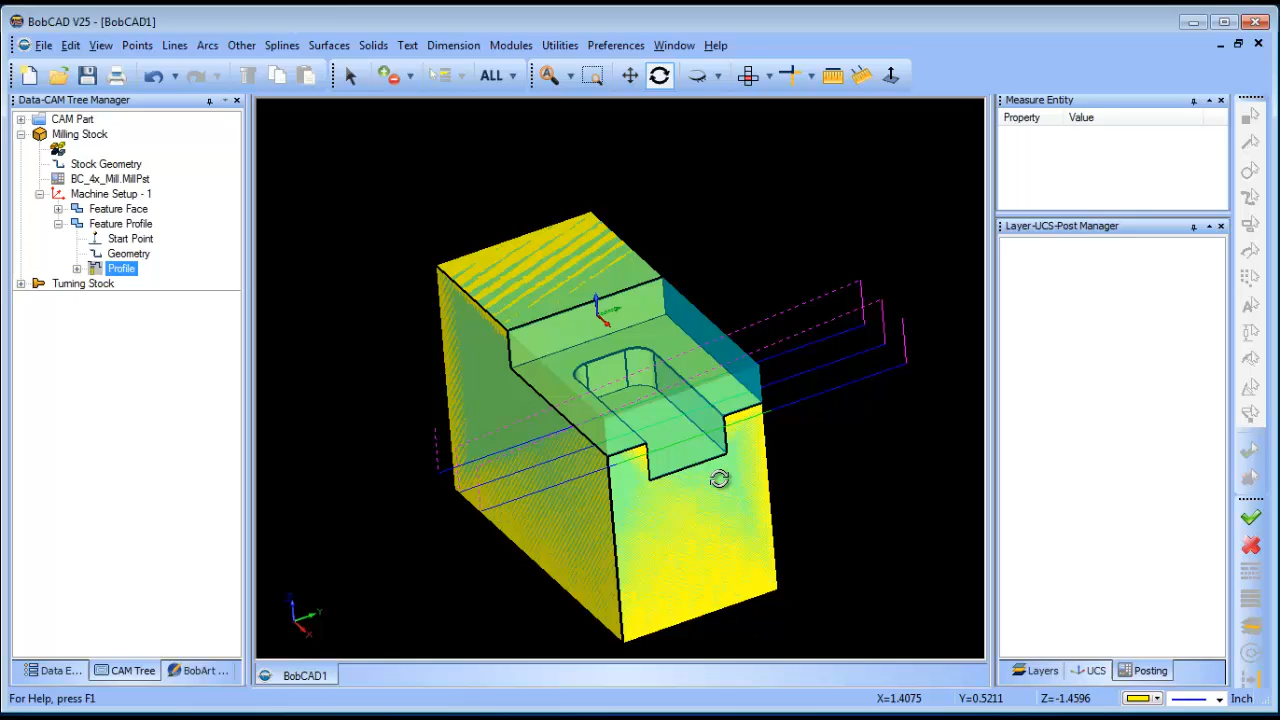 BobCAD V25 - [BobCAD1]
File Edit View Points Lines Arcs Other Splines Surfaces Solids Text Dimension Modules Utilities Preferences Window Help
ALL
Data-CAM Tree Manager
CAM Part
Milling Stock
Stock Geometry
BC_4x_Mill.MillPst
Machine Setup - 1
Feature Face
Feature Profile
Start Point
Geometry
Profile
Turning Stock
Measure Entity
Property Value
Layer-UCS-Post Manager
Y
X
Data E... CAM Tree BobArt ...
BobCAD1
Layers UCS Posting
For Help, press F1
X=1.4075 Y=0.5211 Z=-1.4596 Inch